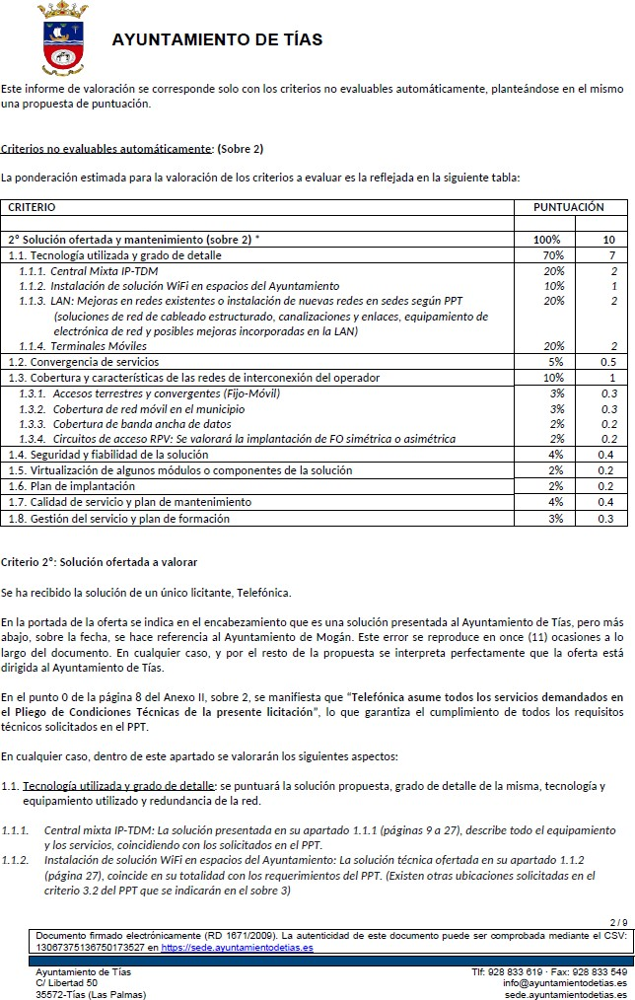 AYUNTAMIENTO DE TÍAS
Este informe de valoración se corresponde solo con los criterios no evaluables automáticamente, planteándose en el mismo
una propuesta de puntuación.
Criterios no evaluables automáticamente: (Sobre 2)
La ponderación estimada para la valoración de los criterios a evaluar es la reflejada en la siguiente tabla:
CRITERIO PUNTUACIÓN
2º Solución ofertada y mantenimiento (sobre 2) * 100% 10
1.1. Tecnología utilizada y grado de detalle 70% 7
1.1.1. Central Mixta IP-TDM 20% 2
1.1.2. Instalación de solución WiFi en espacios del Ayuntamiento 10% 1
1.1.3. LAN: Mejoras en redes existentes o instalación de nuevas redes en sedes según PPT 20% 2
(soluciones de red de cableado estructurado, canalizaciones y enlaces, equipamiento de
electrónica de red y posibles mejoras incorporadas en la LAN)
1.1.4. Terminales Móviles 20% 2
1.2. Convergencia de servicios 5% 0.5
1.3. Cobertura y características de las redes de interconexión del operador 10% 1
1.3.1. Accesos terrestres y convergentes (Fijo-Móvil) 3% 0.3
1.3.2. Cobertura de red móvil en el municipio 3% 0.3
1.3.3. Cobertura de banda ancha de datos 2% 0.2
1.3.4. Circuitos de acceso RPV: Se valorará la implantación de FO simétrica o asimétrica 2% 0.2
1.4. Seguridad y fiabilidad de la solución 4% 0.4
1.5. Virtualización de algunos módulos o componentes de la solución 2% 0.2
1.6. Plan de implantación 2% 0.2
1.7. Calidad de servicio y plan de mantenimiento 4% 0.4
1.8. Gestión del servicio y plan de formación 3% 0.3
Criterio 2º: Solución ofertada a valorar
Se ha recibido la solución de un único licitante, Telefónica.
En la portada de la oferta se indica en el encabezamiento que es una solución presentada al Ayuntamiento de Tías, pero más
abajo, sobre la fecha, se hace referencia al Ayuntamiento de Mogán. Este error se reproduce en once (11) ocasiones a lo
largo del documento. En cualquier caso, y por el resto de la propuesta se interpreta perfectamente que la oferta está
dirigida al Ayuntamiento de Tías.
En el punto 0 de la página 8 del Anexo II, sobre 2, se manifiesta que “Telefónica asume todos los servicios demandados en
el Pliego de Condiciones Técnicas de la presente licitación”, lo que garantiza el cumplimiento de todos los requisitos
técnicos solicitados en el PPT.
En cualquier caso, dentro de este apartado se valorarán los siguientes aspectos:
1.1. Tecnología utilizada y grado de detalle: se puntuará la solución propuesta, grado de detalle de la misma, tecnología y
equipamiento utilizado y redundancia de la red.
1.1.1. Central mixta IP-TDM: La solución presentada en su apartado 1.1.1 (páginas 9 a 27), describe todo el equipamiento
y los servicios, coincidiendo con los solicitados en el PPT.
1.1.2. Instalación de solución WiFi en espacios del Ayuntamiento: La solución técnica ofertada en su apartado 1.1.2
(página 27), coincide en su totalidad con los requerimientos del PPT. (Existen otras ubicaciones solicitadas en el
criterio 3.2 del PPT que se indicarán en el sobre 3)
2 / 9
Documento firmado electrónicamente (RD 1671/2009). La autenticidad de este documento puede ser comprobada mediante el CSV:
13067375136750173527 en https://sede.ayuntamientodetias.es
Ayuntamiento de Tías Tlf: 928 833 619 · Fax: 928 833 549
C/ Libertad 50 info@ayuntamientodetias.es
35572-Tías (Las Palmas) sede.ayuntamientodetias.es